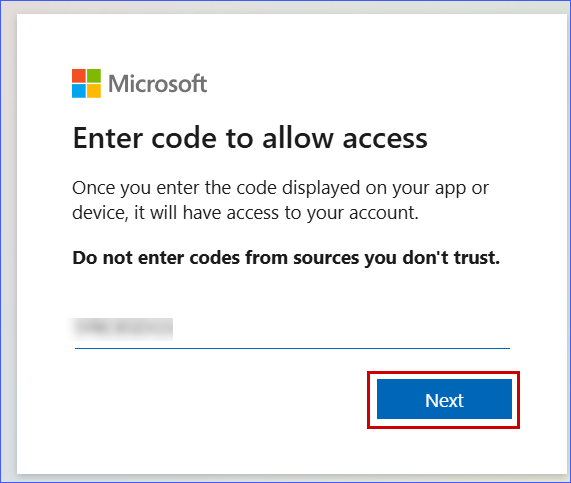 Microsoft
Enter code to allow access
Once you enter the code displayed on your app or
device, it will have access to your account.
Do not enter codes from sources you don't trust.
Next